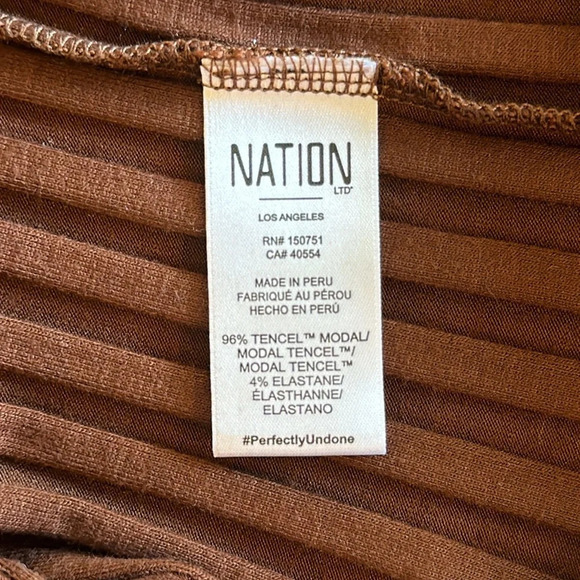 NATION
LTD
LOS ANGELES
RN# 150751
CA# 40554
MADE IN PERU
FABRIQUÉ AU PÉROU
HECHO EN PERÚ
96% TENCEL™ MODAL/
MODAL TENCEL™/
MODAL TENCEL™
4% ELASTANE/
ÉLASTHANNE/
ELASTANO
#PerfectlyUndone